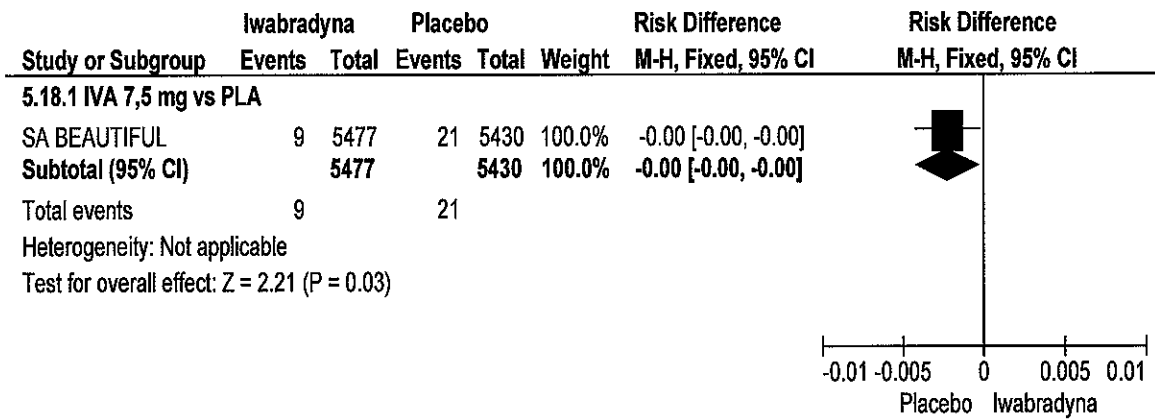 Iwabradyna Placebo Risk Difference Risk Difference
Study or Subgroup Events Total Events Total Weight M-H, Fixed, 95% CI M-H, Fixed, 95% CI
5.18.1 IVA 7,5 mg vs PLA
SA BEAUTIFUL 9 5477 21 5430 100.0% -0.00 [-0.00, -0.00]
Subtotal (95% CI) 5477 5430 100.0% -0.00 [-0.00, -0.00]
Total events 9 21
Heterogeneity: Not applicable
Test for overall effect: Z = 2.21 (P = 0.03)
-0.01 -0.005 0 0.005 0.01
Placebo Iwabradyna